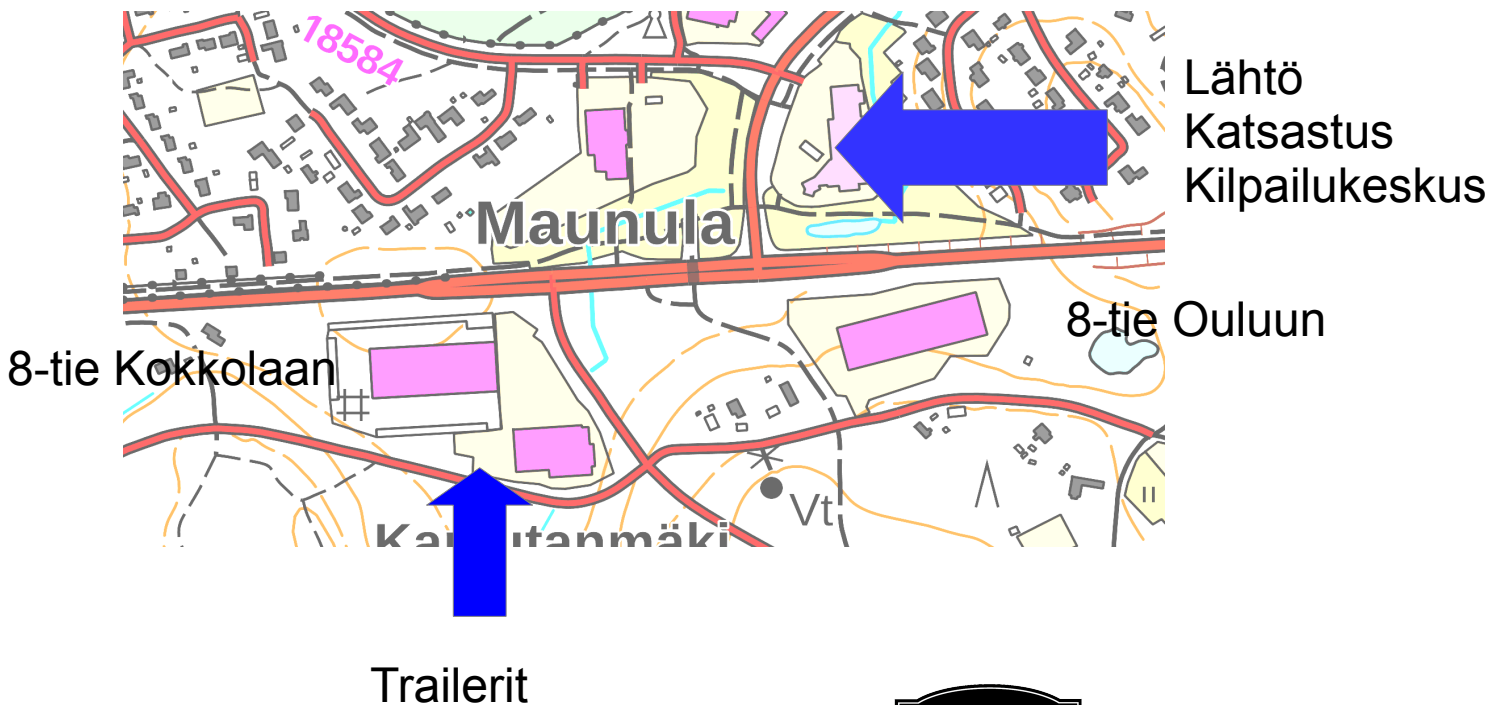 18584
Lähtö
Katsastus
Kilpailukeskus
Maunula
8-tie Ouluun
8-tie Kokkolaan
Vt
Trailerit